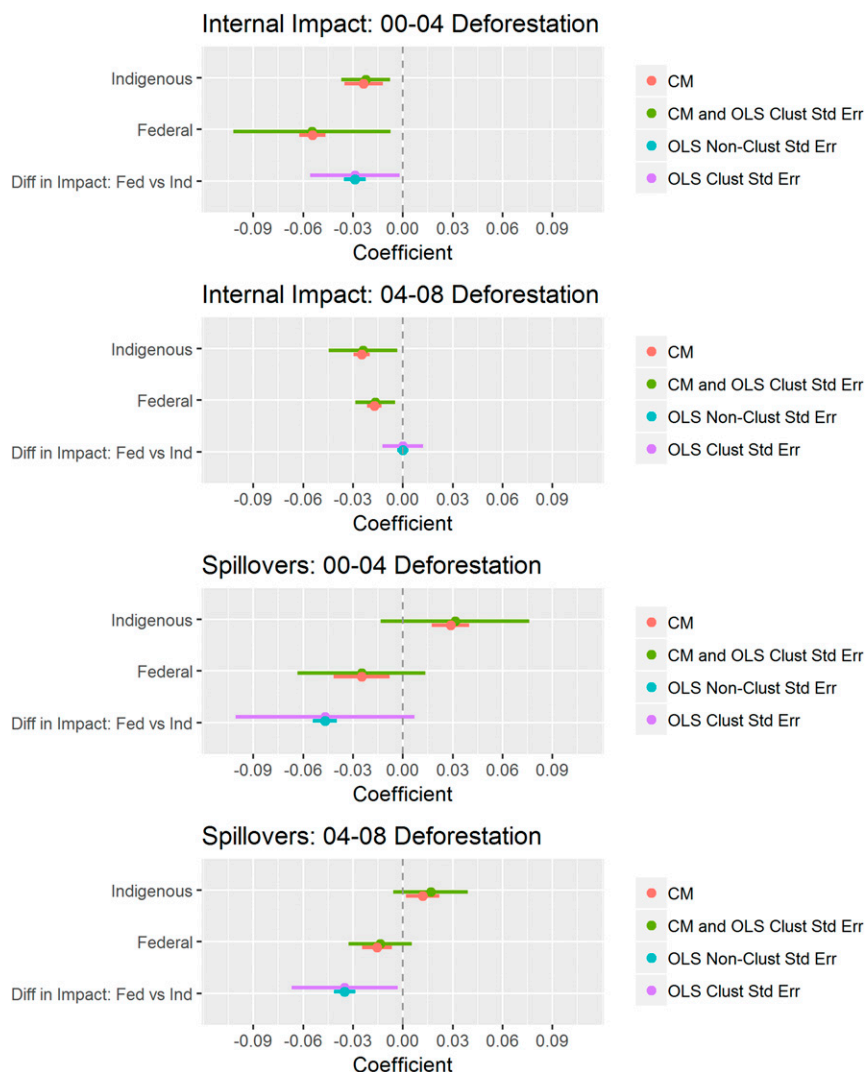 Internal Impact: 00-04 Deforestation
Indigenous
Federal
Diff in Impact: Fed vs Ind
-0.09 -0.06 -0.03 0.00 0.03 0.06 0.09
Coefficient
CM
CM and OLS Clust Std Err
OLS Non-Clust Std Err
OLS Clust Std Err
Internal Impact: 04-08 Deforestation
Indigenous
Federal
Diff in Impact: Fed vs Ind
-0.09 -0.06 -0.03 0.00 0.03 0.06 0.09
Coefficient
CM
CM and OLS Clust Std Err
OLS Non-Clust Std Err
OLS Clust Std Err
Spillovers: 00-04 Deforestation
Indigenous
Federal
Diff in Impact: Fed vs Ind
-0.09 -0.06 -0.03 0.00 0.03 0.06 0.09
Coefficient
CM
CM and OLS Clust Std Err
OLS Non-Clust Std Err
OLS Clust Std Err
Spillovers: 04-08 Deforestation
Indigenous
Federal
Diff in Impact: Fed vs Ind
-0.09 -0.06 -0.03 0.00 0.03 0.06 0.09
Coefficient
CM
CM and OLS Clust Std Err
OLS Non-Clust Std Err
OLS Clust Std Err